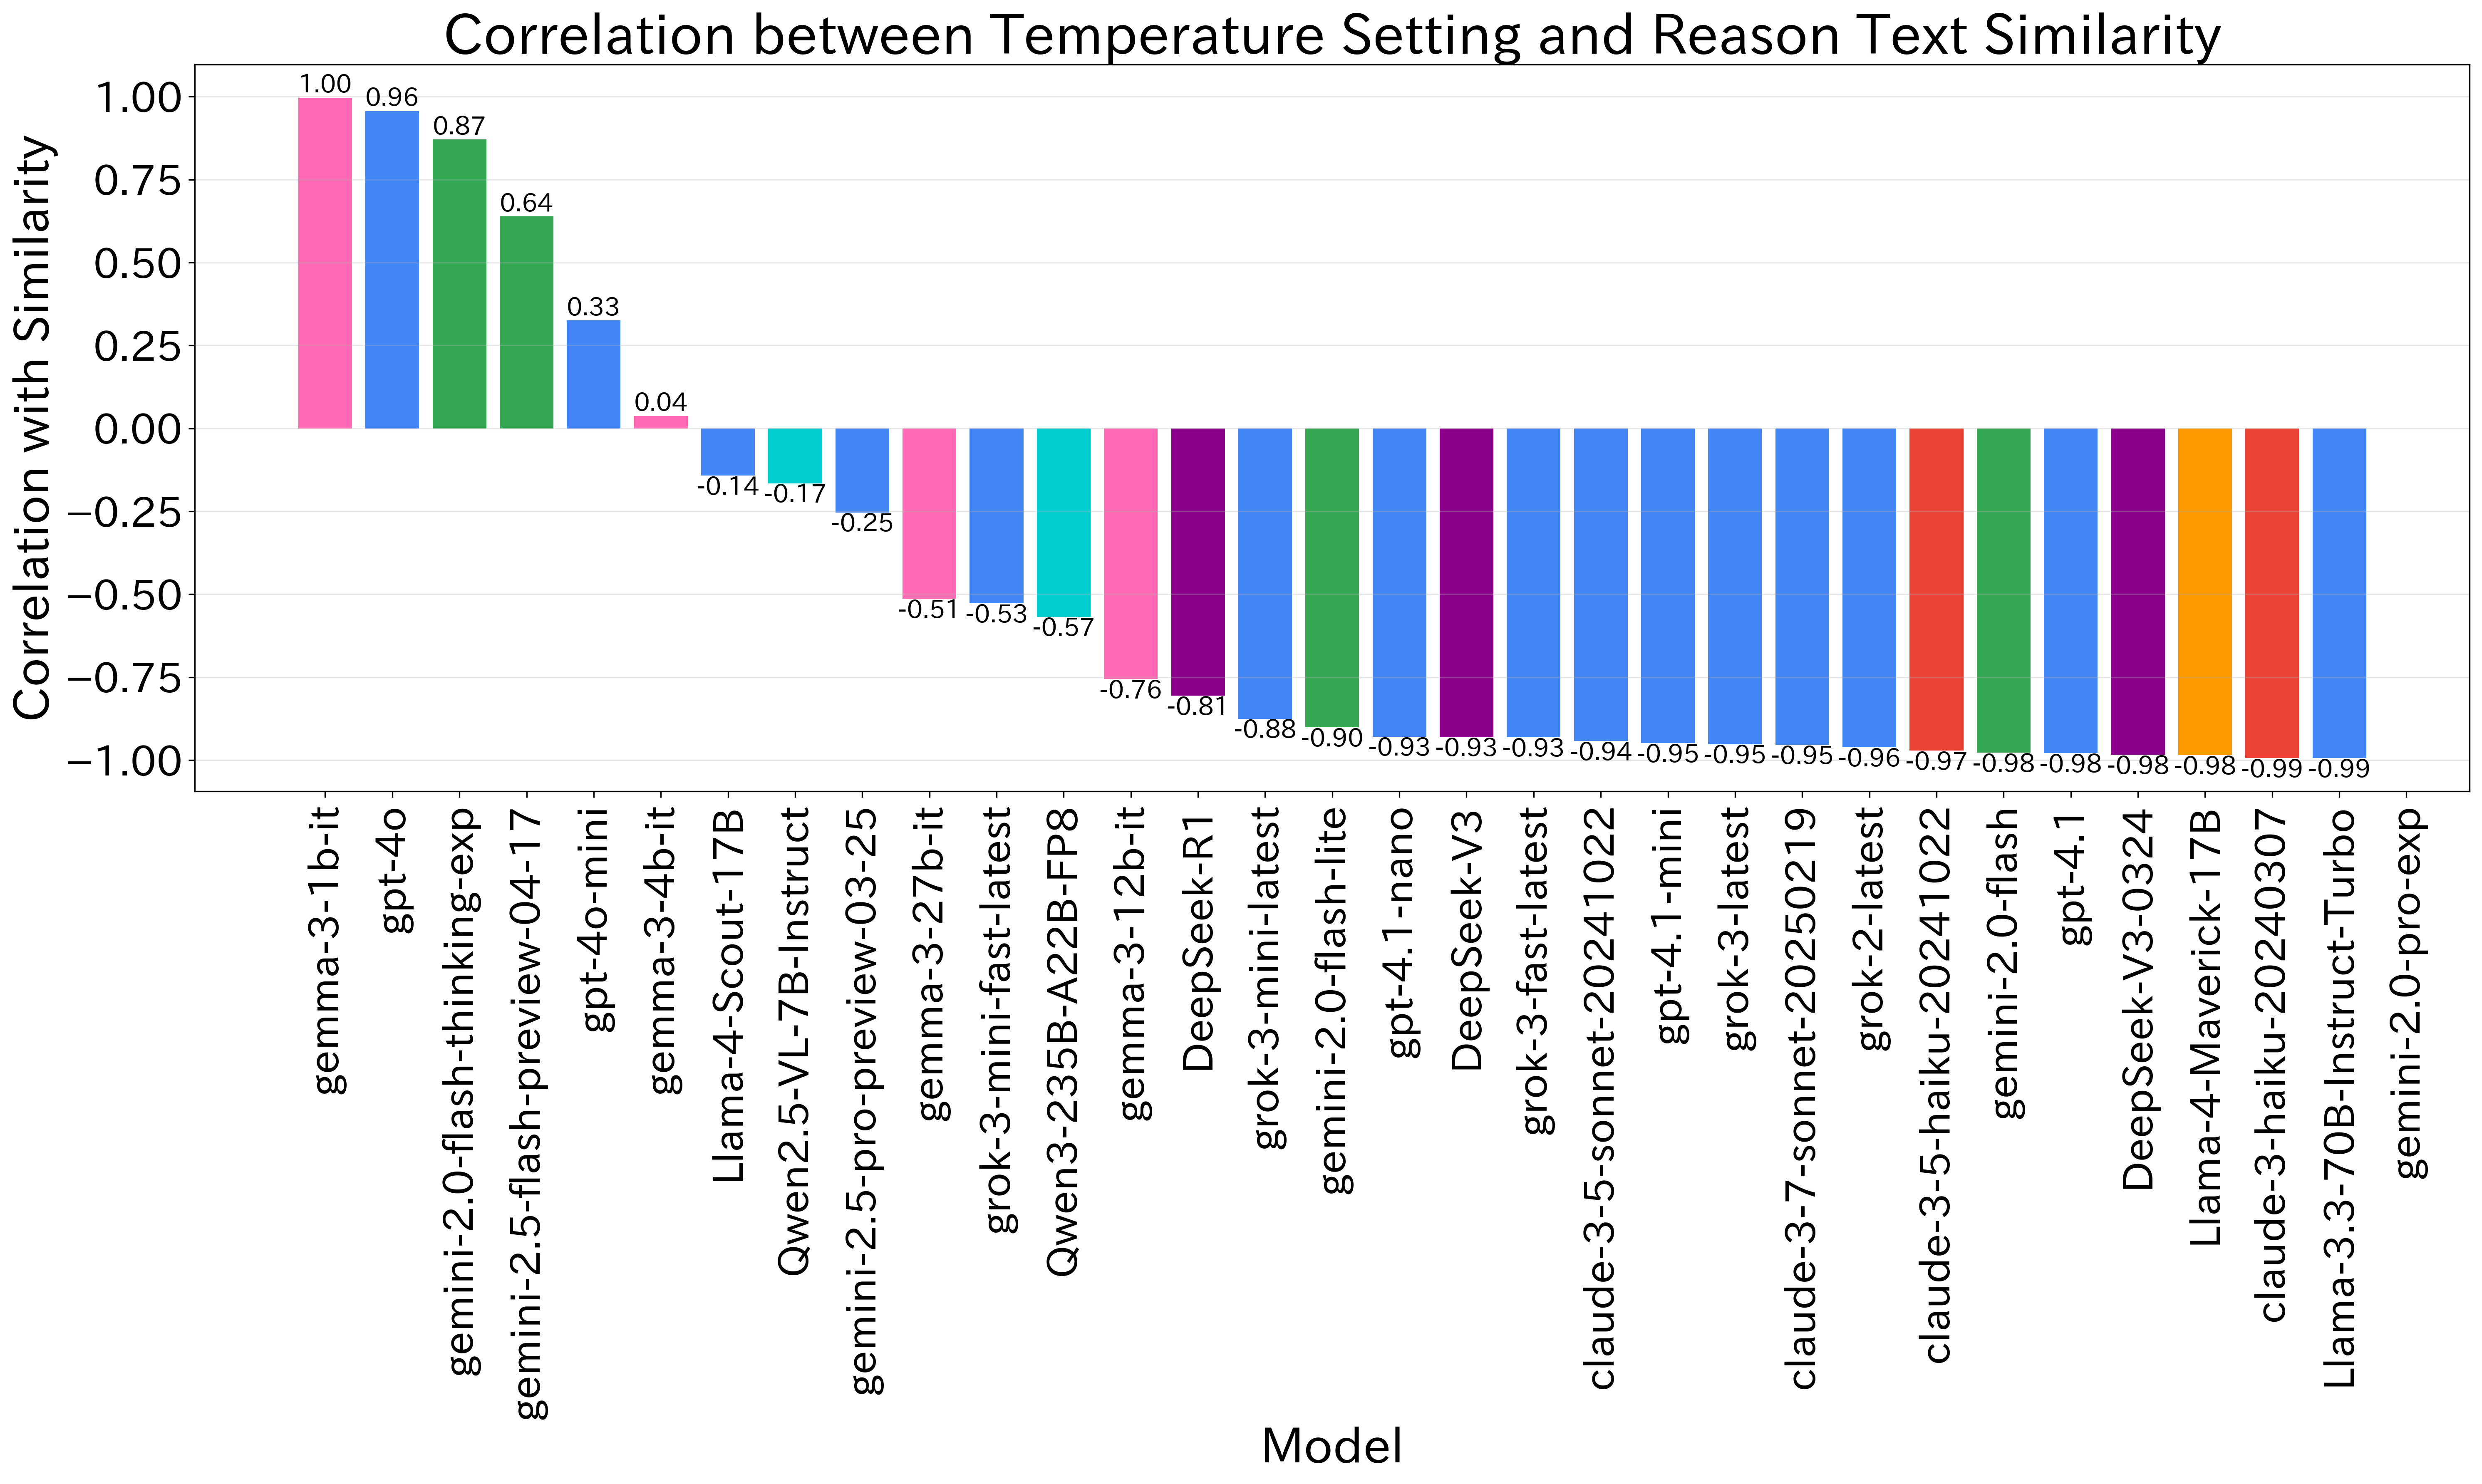 Correlation between Temperature Setting and Reason Text Similarity
Correlation with Similarity
1.00
0.75
0.50
0.25
0.00
−0.25
−0.50
−0.75
−1.00
1.00
0.96
0.87
0.64
0.33
0.04
-0.14
-0.17
-0.25
-0.51
-0.53
-0.57
-0.76
-0.81
-0.88
-0.90
-0.93
-0.93
-0.93
-0.94
-0.95
-0.95
-0.95
-0.96
-0.97
-0.98
-0.98
-0.98
-0.98
-0.99
-0.99
gemma-3-1b-it
gpt-4o
gemini-2.0-flash-thinking-exp
gemini-2.5-flash-preview-04-17
gpt-4o-mini
gemma-3-4b-it
Llama-4-Scout-17B
Qwen2.5-VL-7B-Instruct
gemini-2.5-pro-preview-03-25
gemma-3-27b-it
grok-3-mini-fast-latest
Qwen3-235B-A22B-FP8
gemma-3-12b-it
DeepSeek-R1
grok-3-mini-latest
gemini-2.0-flash-lite
gpt-4.1-nano
DeepSeek-V3
grok-3-fast-latest
claude-3-5-sonnet-20241022
gpt-4.1-mini
grok-3-latest
claude-3-7-sonnet-20250219
grok-2-latest
claude-3-5-haiku-20241022
gemini-2.0-flash
gpt-4.1
DeepSeek-V3-0324
Llama-4-Maverick-17B
claude-3-haiku-20240307
Llama-3.3-70B-Instruct-Turbo
gemini-2.0-pro-exp
Model